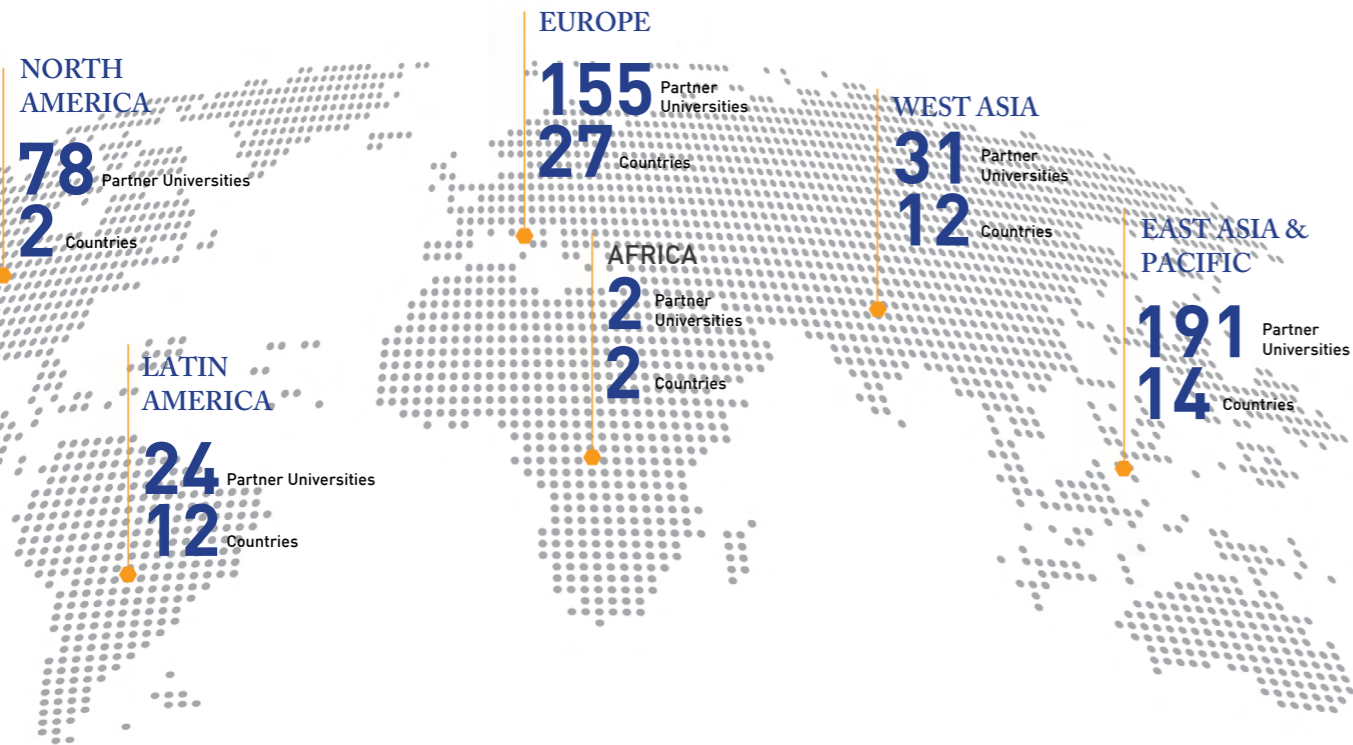 NORTH
AMERICA
78 Partner Universities
2 Countries
EUROPE
155 Partner
Universities
27 Countries
WEST ASIA
31 Partner
Universities
12 Countries
EAST ASIA &
PACIFIC
191 Partner
Universities
14 Countries
AFRICA
2 Partner
Universities
2 Countries
LATIN
AMERICA
24 Partner Universities
12 Countries